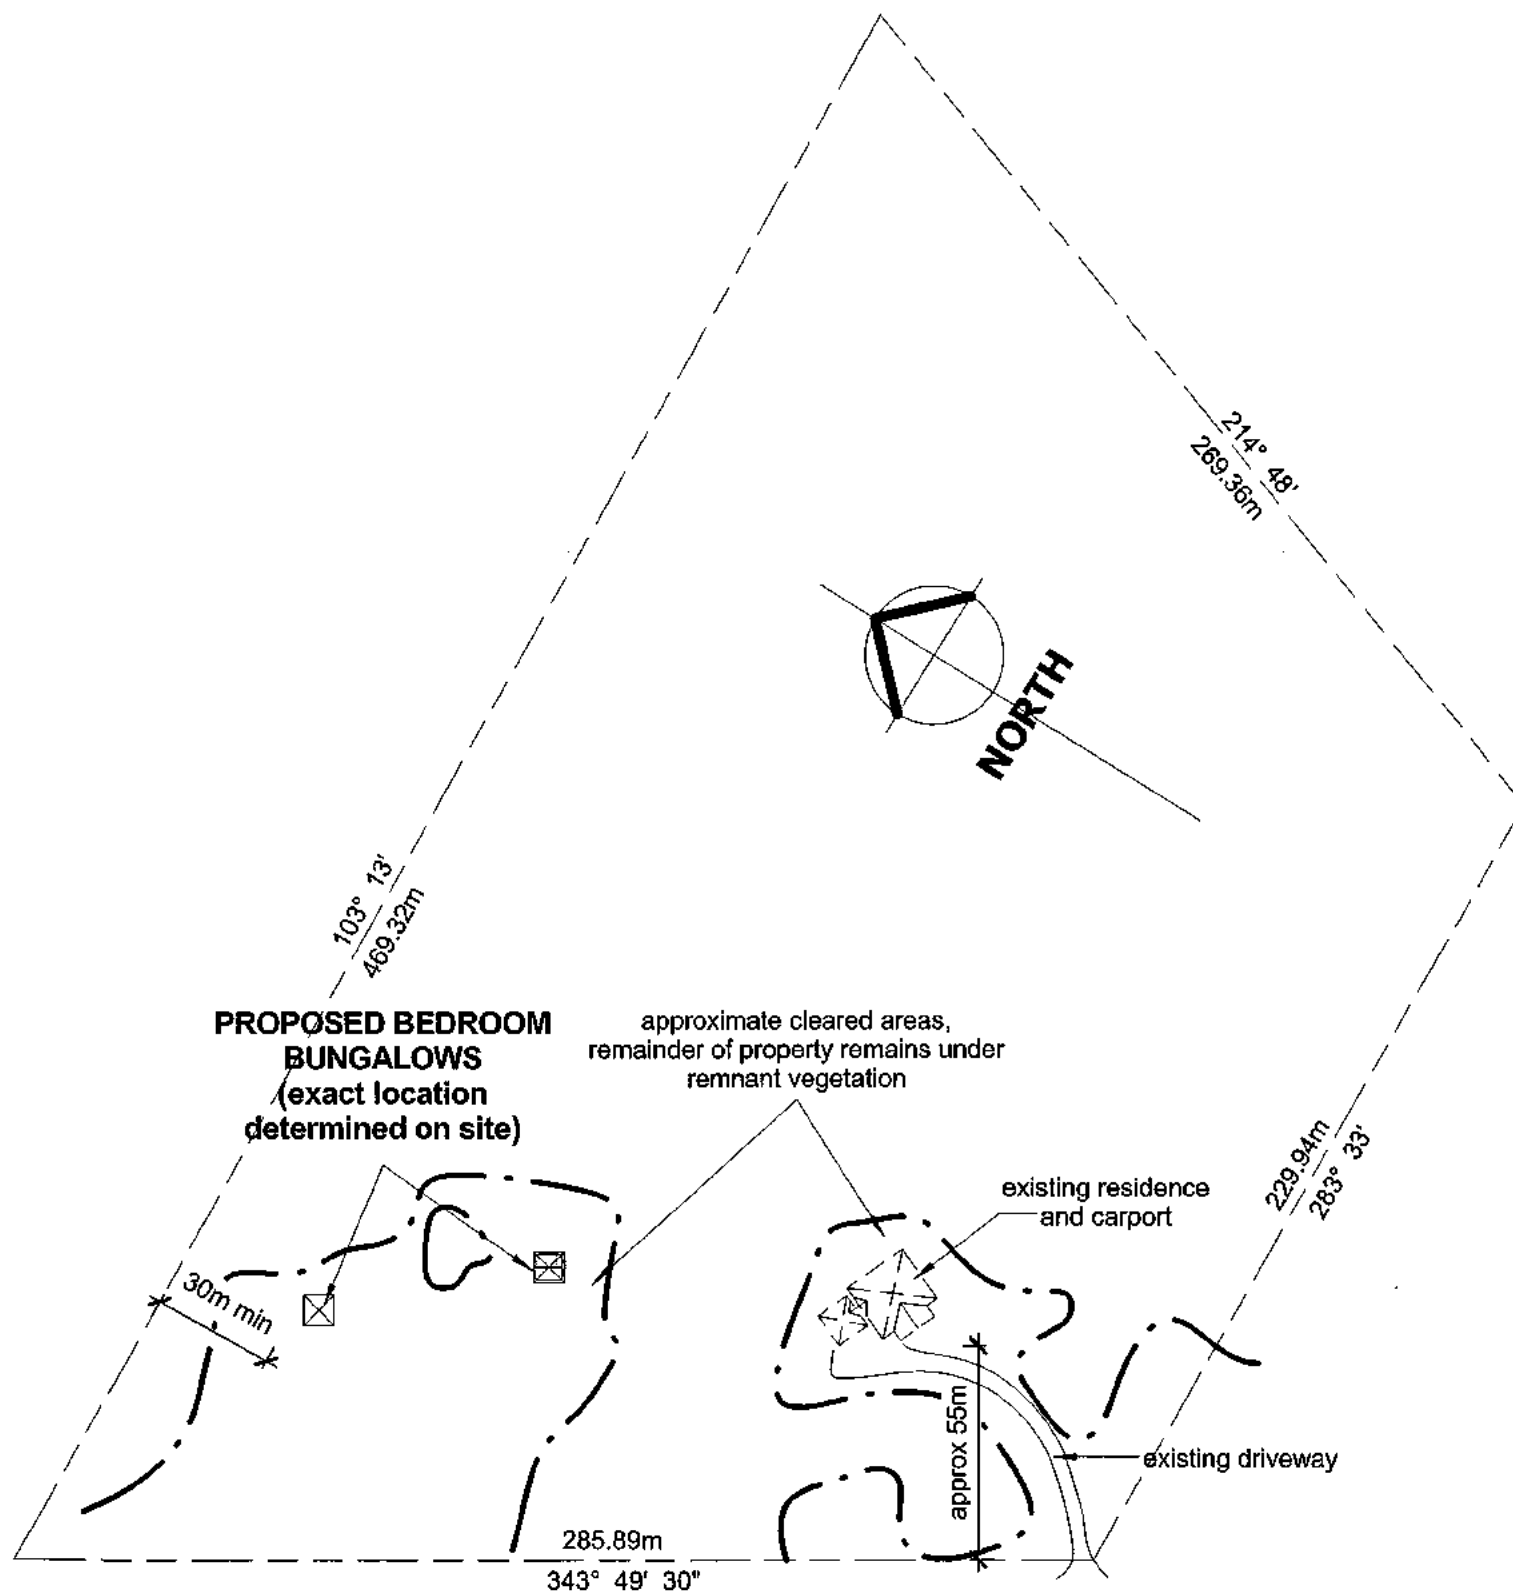 214° 48'
269.36m
NORTH
103° 13'
469.32m
PROPOSED BEDROOM
BUNGALOWS
(exact location
determined on site)
approximate cleared areas,
remainder of property remains under
remnant vegetation
229.94m
283° 33'
existing residence
and carport
30m min
approx 55m
existing driveway
285.89m
343° 49' 30"